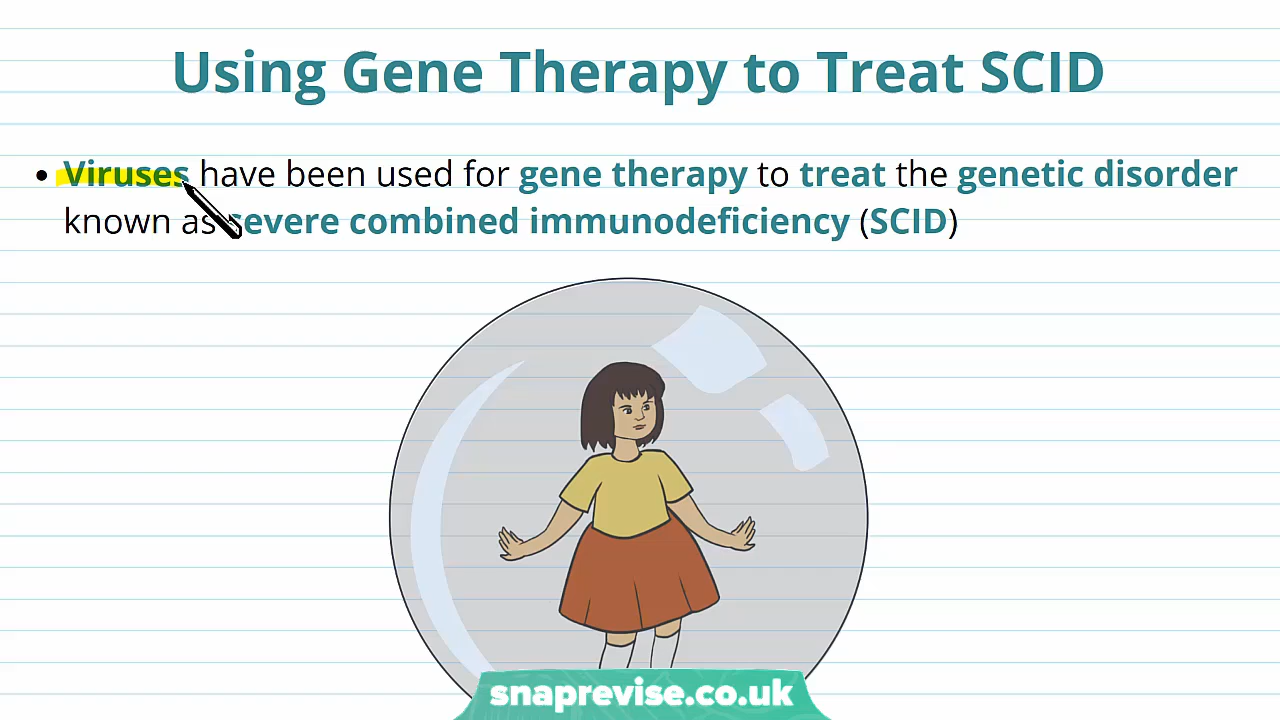 Using Gene Therapy to Treat SCID
• Viruses have been used for gene therapy to treat the genetic disorder
known as severe combined immunodeficiency (SCID)
snaprevise.co.uk